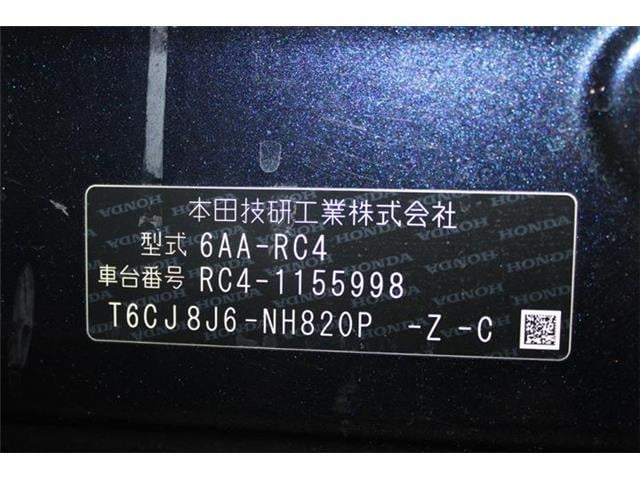 本田技研工業株式会社
型式 6AA-RC4
車台番号 RC4-1155998
T6CJ8J6-NH820P -Z-C